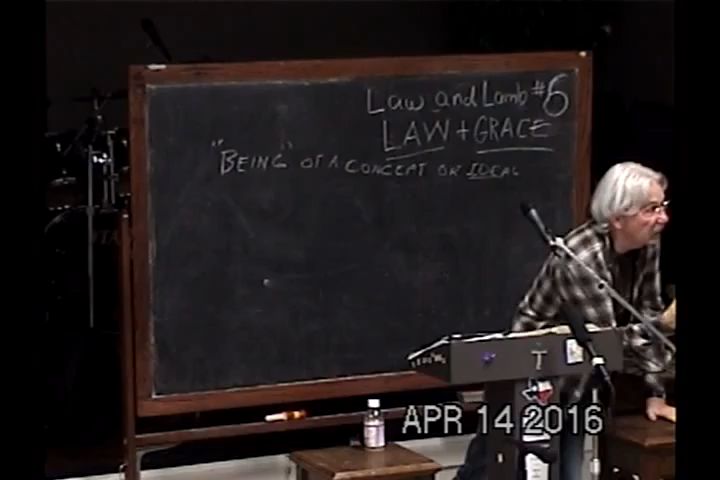 Law and Lamb #6
LAW + GRACE
"BEING" OF A CONCEPT OR IDEAL
APR 14 2016